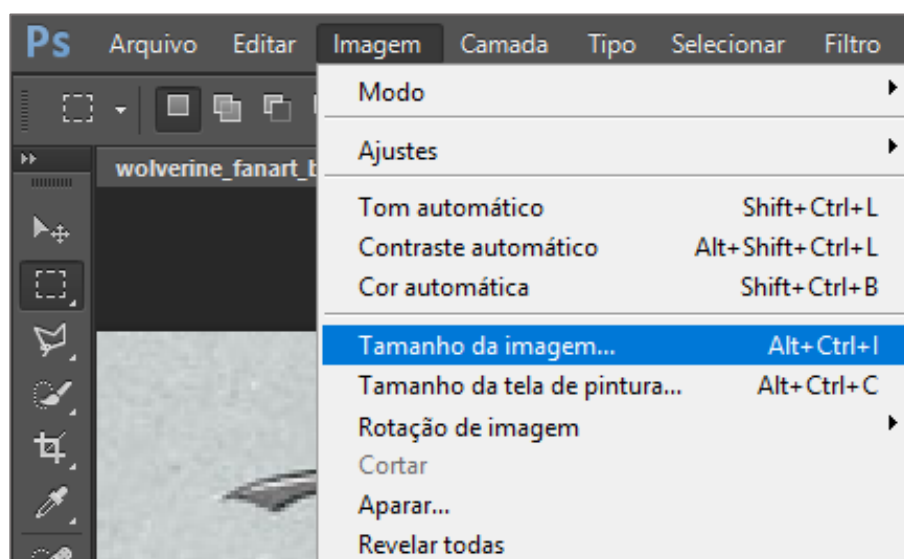 Ps Arquivo Editar Imagem Camada Tipo Selecionar Filtro
wolverine_fanart_b
Modo
Ajustes
Tom automático Shift+Ctrl+L
Contraste automático Alt+Shift+Ctrl+L
Cor automática Shift+Ctrl+B
Tamanho da imagem... Alt+Ctrl+I
Tamanho da tela de pintura... Alt+Ctrl+C
Rotação de imagem
Cortar
Aparar...
Revelar todas